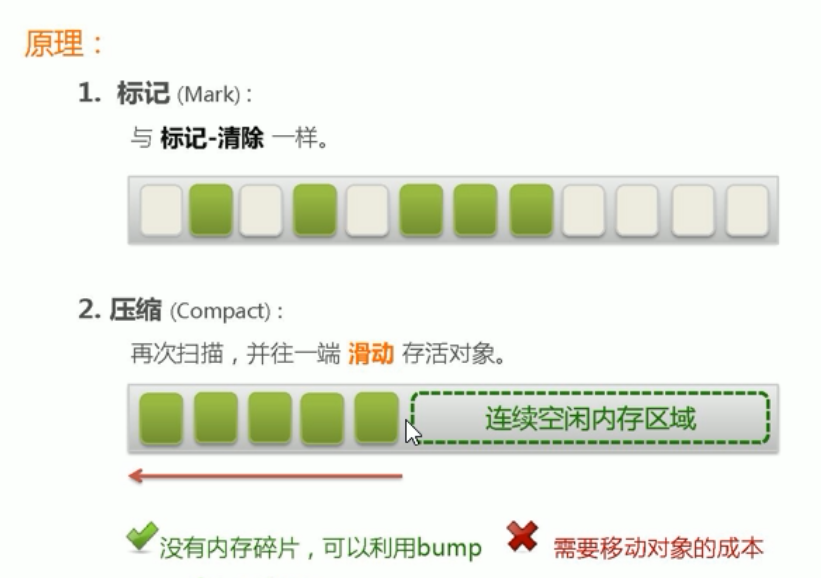 原理：
1. 标记 (Mark) :
与 标记-清除 一样。
2. 压缩 (Compact) :
再次扫描，并往一端 滑动 存活对象。
连续空闲内存区域
没有内存碎片，可以利用bump 需要移动对象的成本